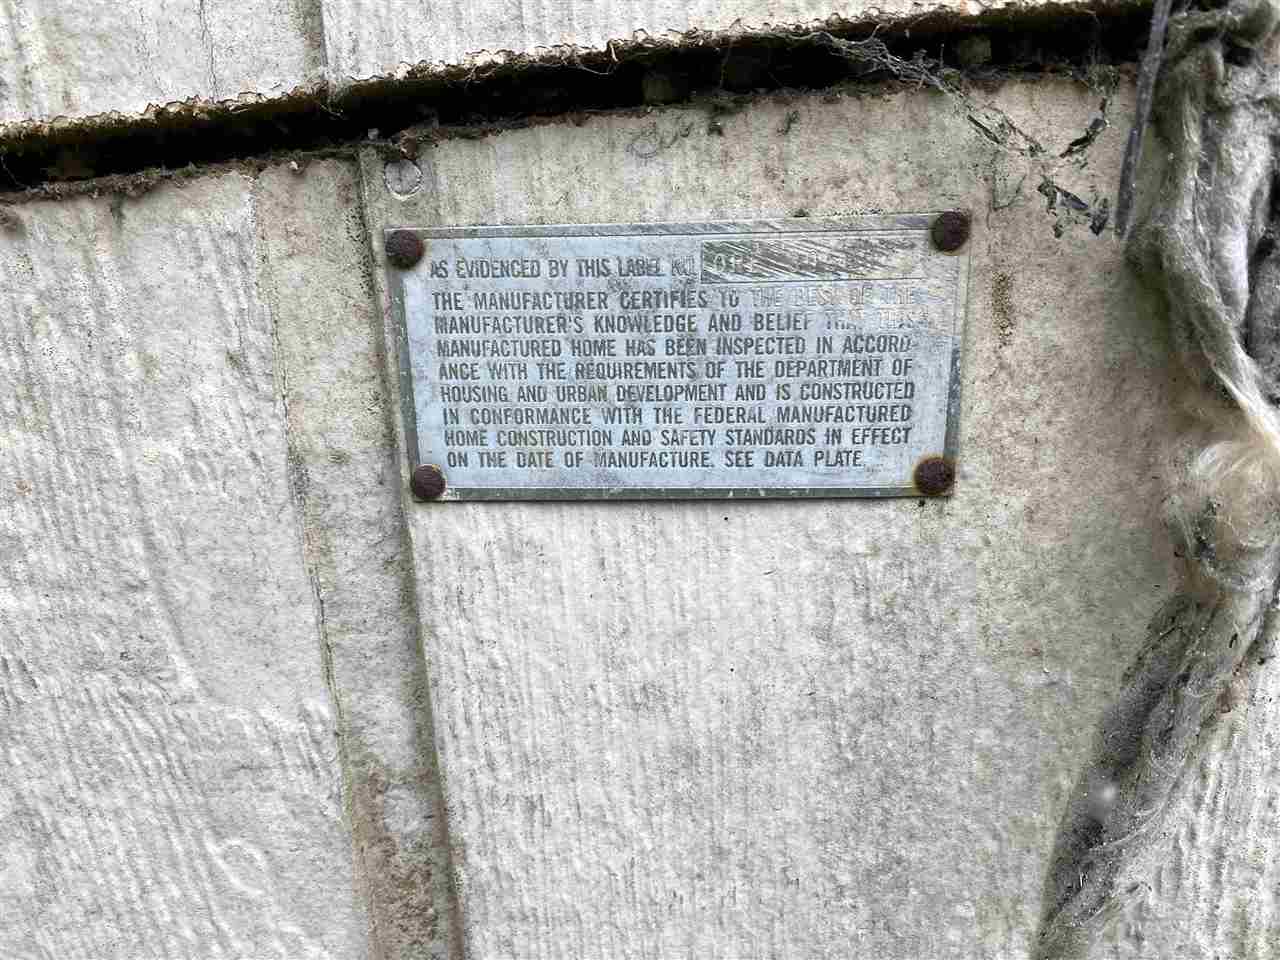 AS EVIDENCED BY THIS LABEL NO.
THE MANUFACTURER CERTIFIES TO THE BEST OF THE
MANUFACTURER'S KNOWLEDGE AND BELIEF THAT THIS
MANUFACTURED HOME HAS BEEN INSPECTED IN ACCORD-
ANCE WITH THE REQUIREMENTS OF THE DEPARTMENT OF
HOUSING AND URBAN DEVELOPMENT AND IS CONSTRUCTED
IN CONFORMANCE WITH THE FEDERAL MANUFACTURED
HOME CONSTRUCTION AND SAFETY STANDARDS IN EFFECT
ON THE DATE OF MANUFACTURE. SEE DATA PLATE.